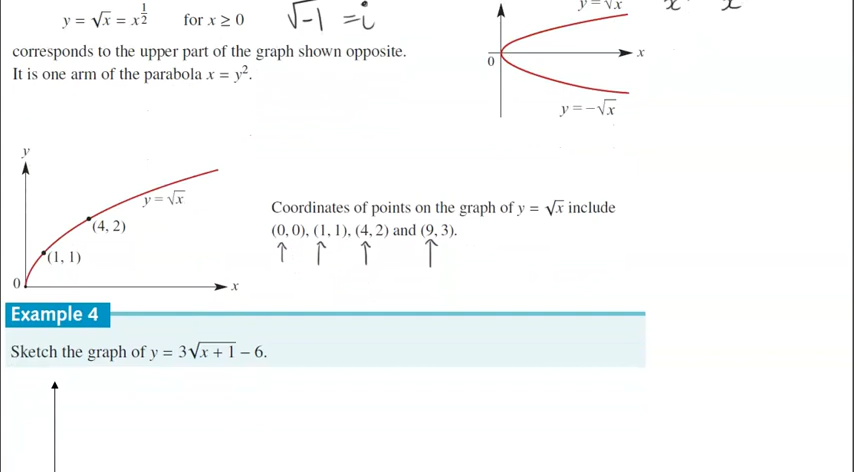 y = √x = x^(1/2) for x ≥ 0
√-1 = i
y = √x
corresponds to the upper part of the graph shown opposite.
It is one arm of the parabola x = y².
x
0
y = -√x
y
y = √x
(4, 2)
(1, 1)
0
x
Coordinates of points on the graph of y = √x include
(0, 0), (1, 1), (4, 2) and (9, 3).
Example 4
Sketch the graph of y = 3√(x + 1) – 6.